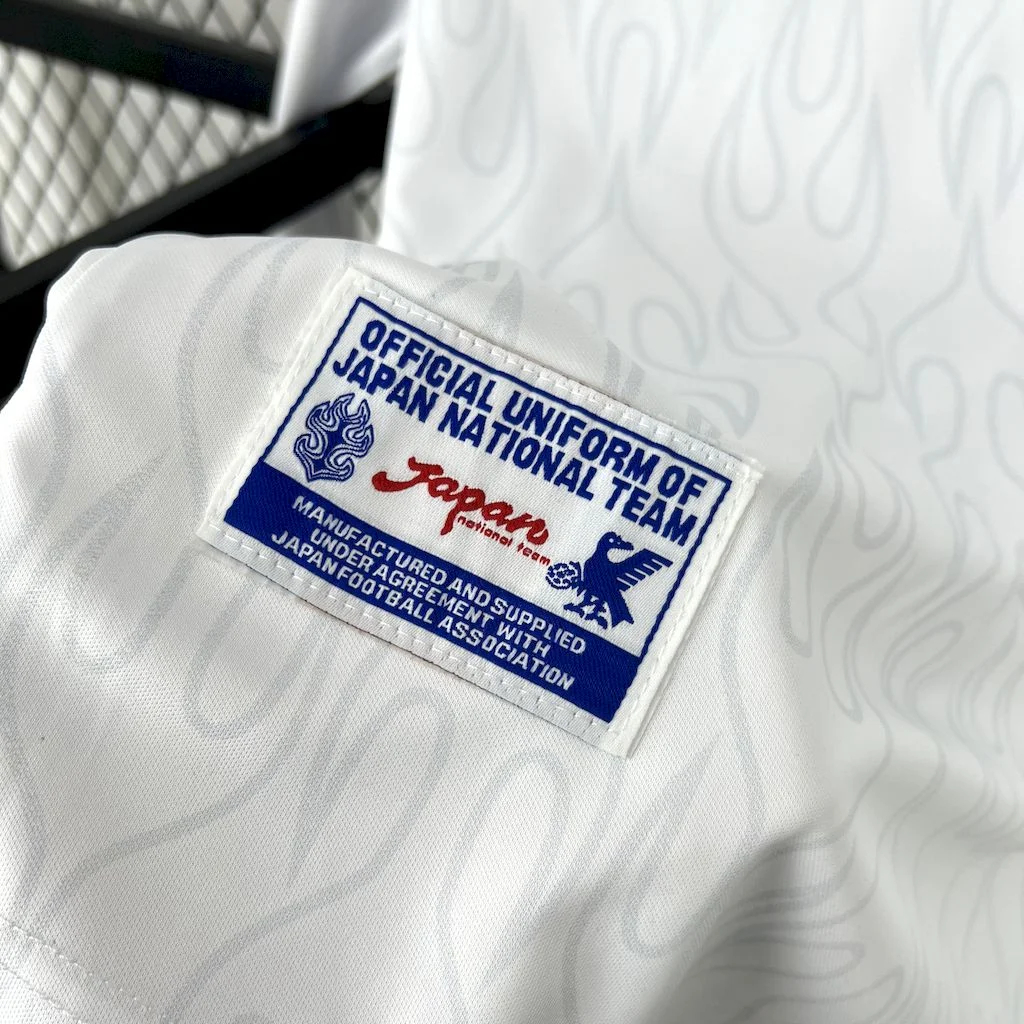 OFFICIAL UNIFORM OF
JAPAN NATIONAL TEAM
Japan
national team
MANUFACTURED AND SUPPLIED
UNDER AGREEMENT WITH
JAPAN FOOTBALL ASSOCIATION